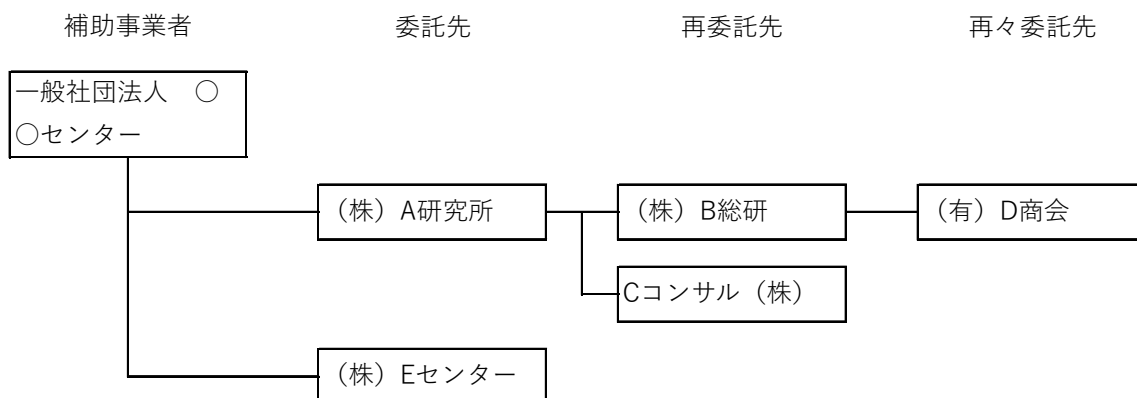 補助事業者 委託先 再委託先 再々委託先
一般社団法人　○
○センター
（株）A研究所 （株）B総研 （有）D商会
Cコンサル（株）
（株）Eセンター